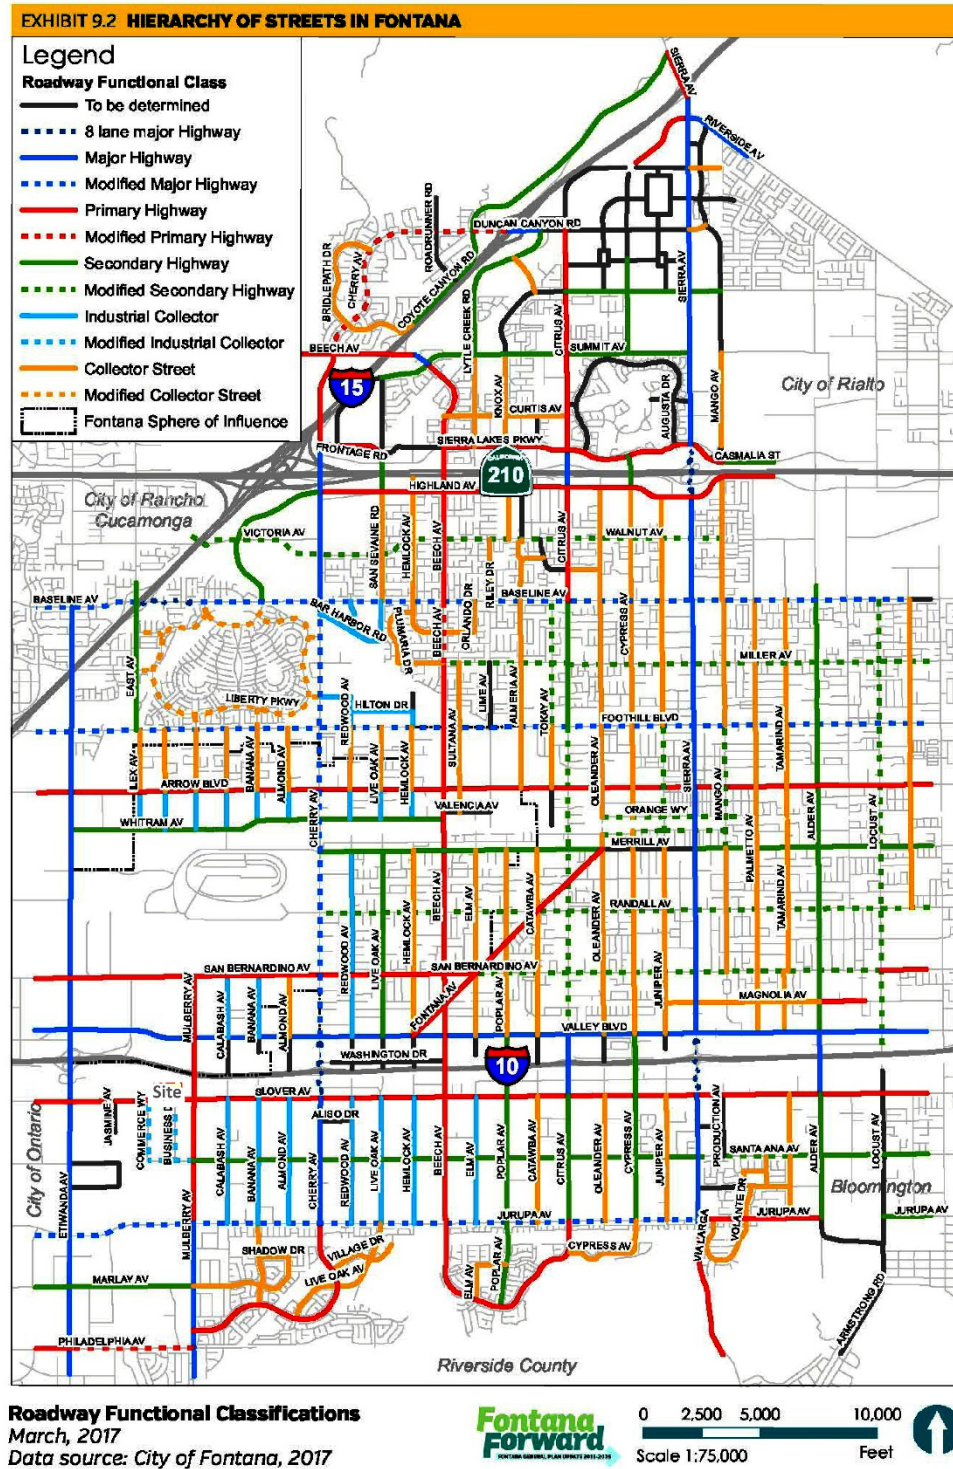 EXHIBIT 9.2 HIERARCHY OF STREETS IN FONTANA
Legend
Roadway Functional Class
To be determined
8 lane major Highway
Major Highway
Modified Major Highway
Primary Highway
Modified Primary Highway
Secondary Highway
Modified Secondary Highway
Industrial Collector
Modified Industrial Collector
Collector Street
Modified Collector Street
Fontana Sphere of Influence
SIERRA AV
RIVERSIDE AV
ROADRUNNER RD
DUNCAN CANYON RD
BRIDLEPATH DR
CHERRY AV
COYOTE CANYON RD
LYTLE CREEK RD
CITRUS AV
SIERRA AV
BEECH AV
SUMMIT AV
15
KNOX AV
CURTIS AV
AUGUSTA DR
MANGO AV
City of Rialto
FRONTAGE RD
SIERRA LAKES PKWY
CASMALIA ST
210
HIGHLAND AV
City of Rancho
Cucamonga
VICTORIA AV
SAN SEVAINE RD
HEMLOCK AV
BEECH AV
CITRUS AV
WALNUT AV
RILEY DR
BASELINE AV
BASELINE AV
BAR HARBOR RD
PLUMARIA DR
BEECH AV
ORLANDO DR
CYPRESS AV
MILLER AV
EAST AV
LIBERTY PKWY
REDWOOD AV
HILTON DR
SULTANA AV
LIME AV
ALMERIA AV
TOKAY AV
FOOTHILL BLVD
ILEX AV
ARROW BLVD
BANANA AV
ALMOND AV
CHERRY AV
LIVE OAK AV
HEMLOCK AV
OLEANDER AV
SIERRA AV
MANGO AV
TAMARIND AV
WHITRAM AV
VALENCIA AV
ORANGE WY
ALDER AV
LOCUST AV
MERRILL AV
PALMETTO AV
REDWOOD AV
LIVE OAK AV
HEMLOCK AV
BEECH AV
ELM AV
CATAWBA AV
OLEANDER AV
RANDALL AV
TAMARIND AV
SAN BERNARDINO AV
SAN BERNARDINO AV
MULBERRY AV
CALABASH AV
BANANA AV
ALMOND AV
FONTANA AV
POPLAR AV
JUNIPER AV
MAGNOLIA AV
VALLEY BLVD
WASHINGTON DR
10
Site
SLOVER AV
ALISO DR
JASMINE AV
COMMERCE WY
BUSINESS D
City of Ontario
ETIWANDA AV
MULBERRY AV
CALABASH AV
BANANA AV
ALMOND AV
CHERRY AV
REDWOOD AV
LIVE OAK AV
HEMLOCK AV
BEECH AV
ELM AV
POPLAR AV
CATAWBA AV
CITRUS AV
OLEANDER AV
CYPRESS AV
JUNIPER AV
PRODUCTION AV
SANTA ANA AV
ALDER AV
LOCUST AV
Bloomington
VOLANTE DR
VIA LARGA
JURUPA AV
JURUPA AV
JURUPA AV
SHADOW DR
VILLAGE DR
LIVE OAK AV
ELM AV
POPLAR AV
CYPRESS AV
MARLAY AV
PHILADELPHIA AV
ARMSTRONG RD
Riverside County
Roadway Functional Classifications
March, 2017
Data source: City of Fontana, 2017
Fontana
Forward
FONTANA GENERAL PLAN UPDATE 2015-2035
0 2,500 5,000 10,000
Scale 1:75,000 Feet